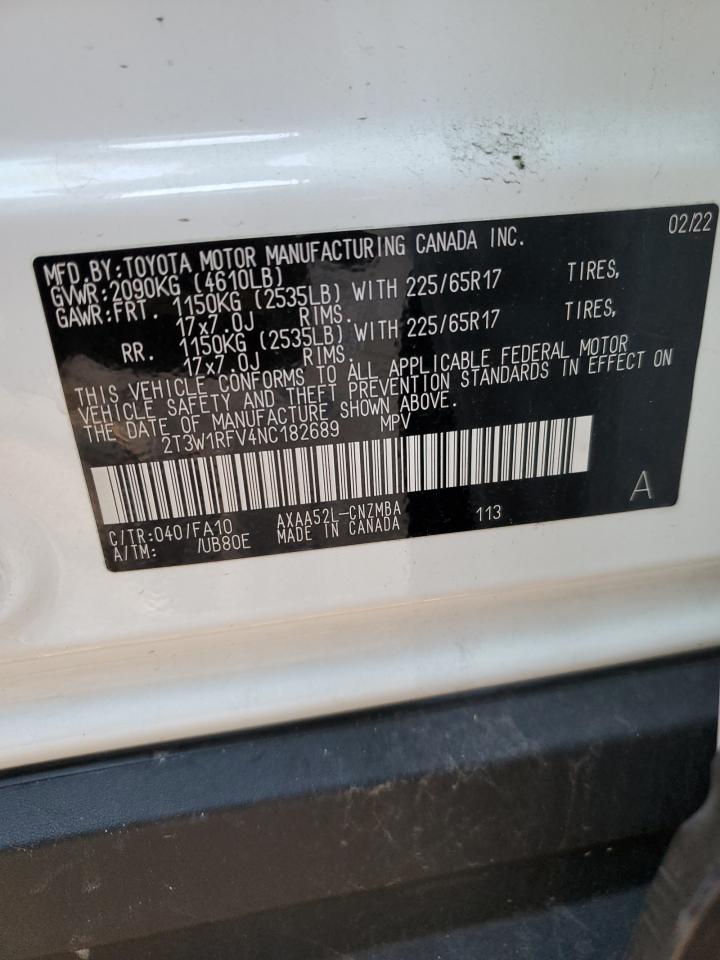 02/22
MFD.BY:TOYOTA MOTOR MANUFACTURING CANADA INC.
GVWR:2090KG (4610LB)
GAWR:FRT. 1150KG (2535LB) WITH 225/65R17 TIRES,
17x7.0J RIMS.
RR. 1150KG (2535LB) WITH 225/65R17 TIRES,
17x7.0J RIMS.
THIS VEHICLE CONFORMS TO ALL APPLICABLE FEDERAL MOTOR
VEHICLE SAFETY AND THEFT PREVENTION STANDARDS IN EFFECT ON
THE DATE OF MANUFACTURE SHOWN ABOVE.
2T3W1RFV4NC182689 MPV
A
C/TR:040/FA10 AXAA52L-CNZMBA 113
A/TM: /UB80E MADE IN CANADA